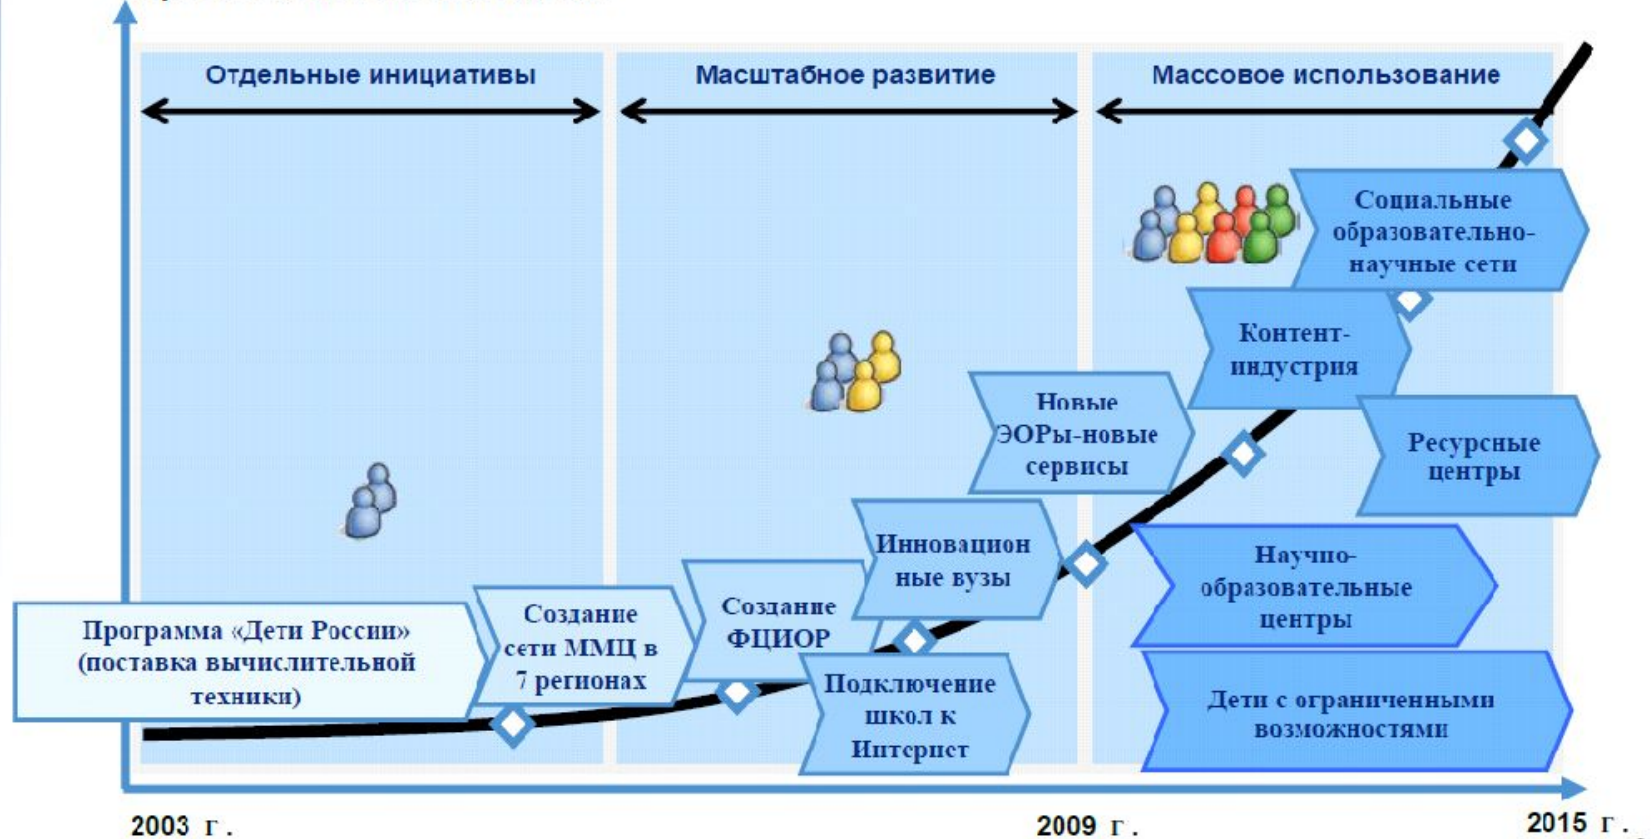 Отдельные инициативы
Масштабное развитие
Массовое использование
Социальные
образовательно-
научные сети
Контент-
индустрия
Новые
ЭОРы-новые
сервисы
Ресурсные
центры
Инновацион
ные вузы
Научно-
образовательные
центры
Создание
ФЦИОР
Создание
сети ММЦ в
7 регионах
Программа «Дети России»
(поставка вычислительной
техники)
Подключение
школ к
Интернет
Дети с ограниченными
возможностями
2003 г.
2009 г.
2015 г.